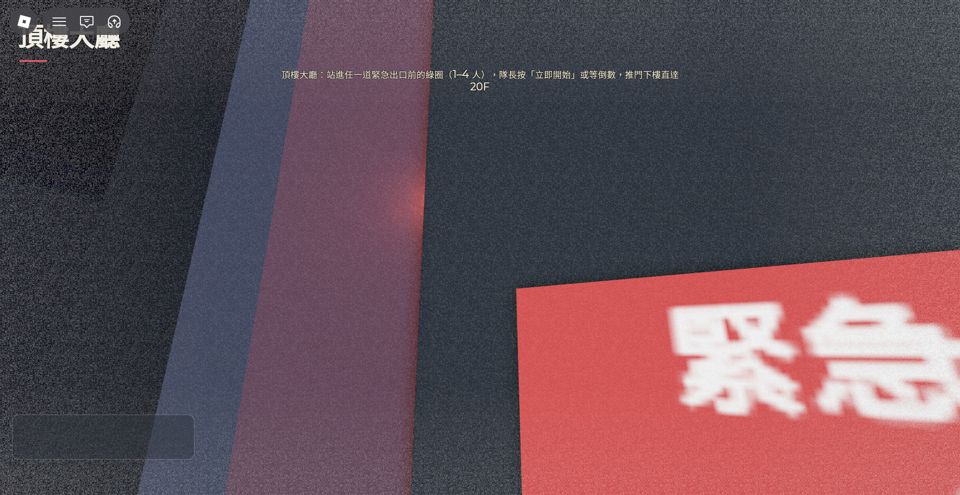 頂樓大廳
頂樓大廳：站進任一道緊急出口前的綠圈（1–4 人），隊長按「立即開始」或等倒數，推門下樓直達
20F
緊急